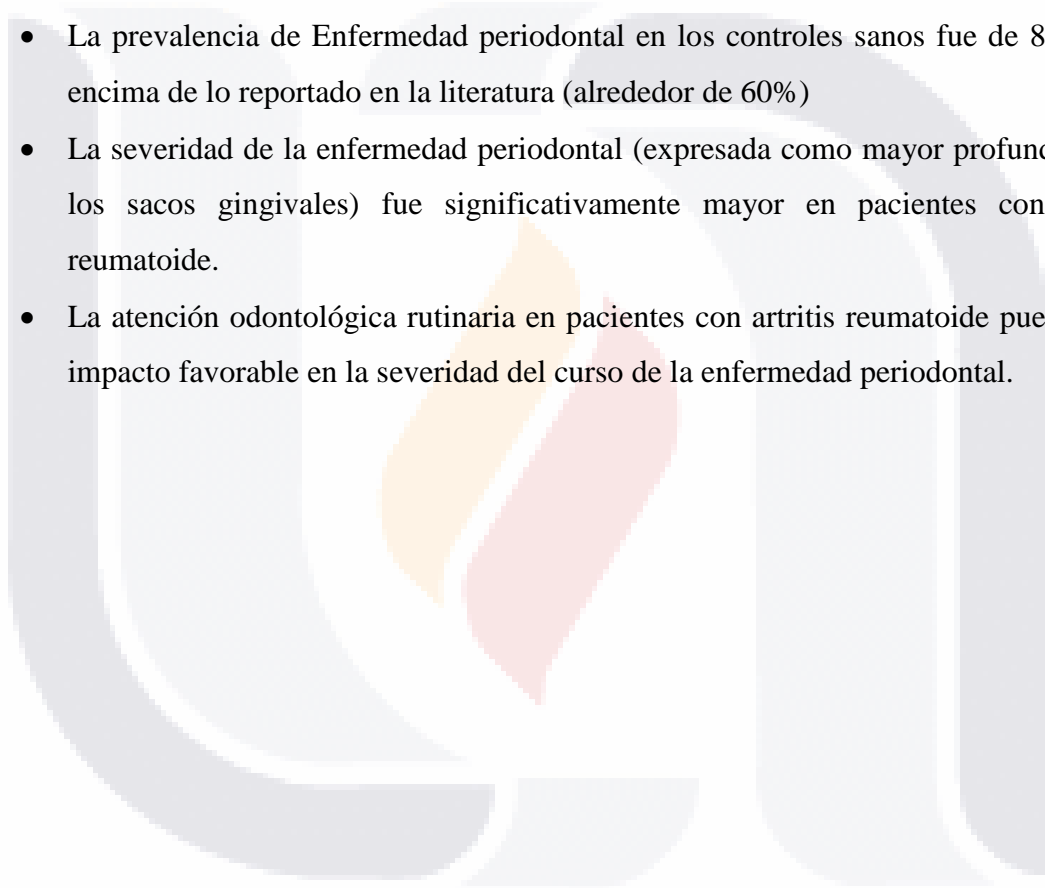 • La prevalencia de Enfermedad periodontal en los controles sanos fue de 8
encima de lo reportado en la literatura (alrededor de 60%)
• La severidad de la enfermedad periodontal (expresada como mayor profund
los sacos gingivales) fue significativamente mayor en pacientes con
reumatoide.
• La atención odontológica rutinaria en pacientes con artritis reumatoide pue
impacto favorable en la severidad del curso de la enfermedad periodontal.